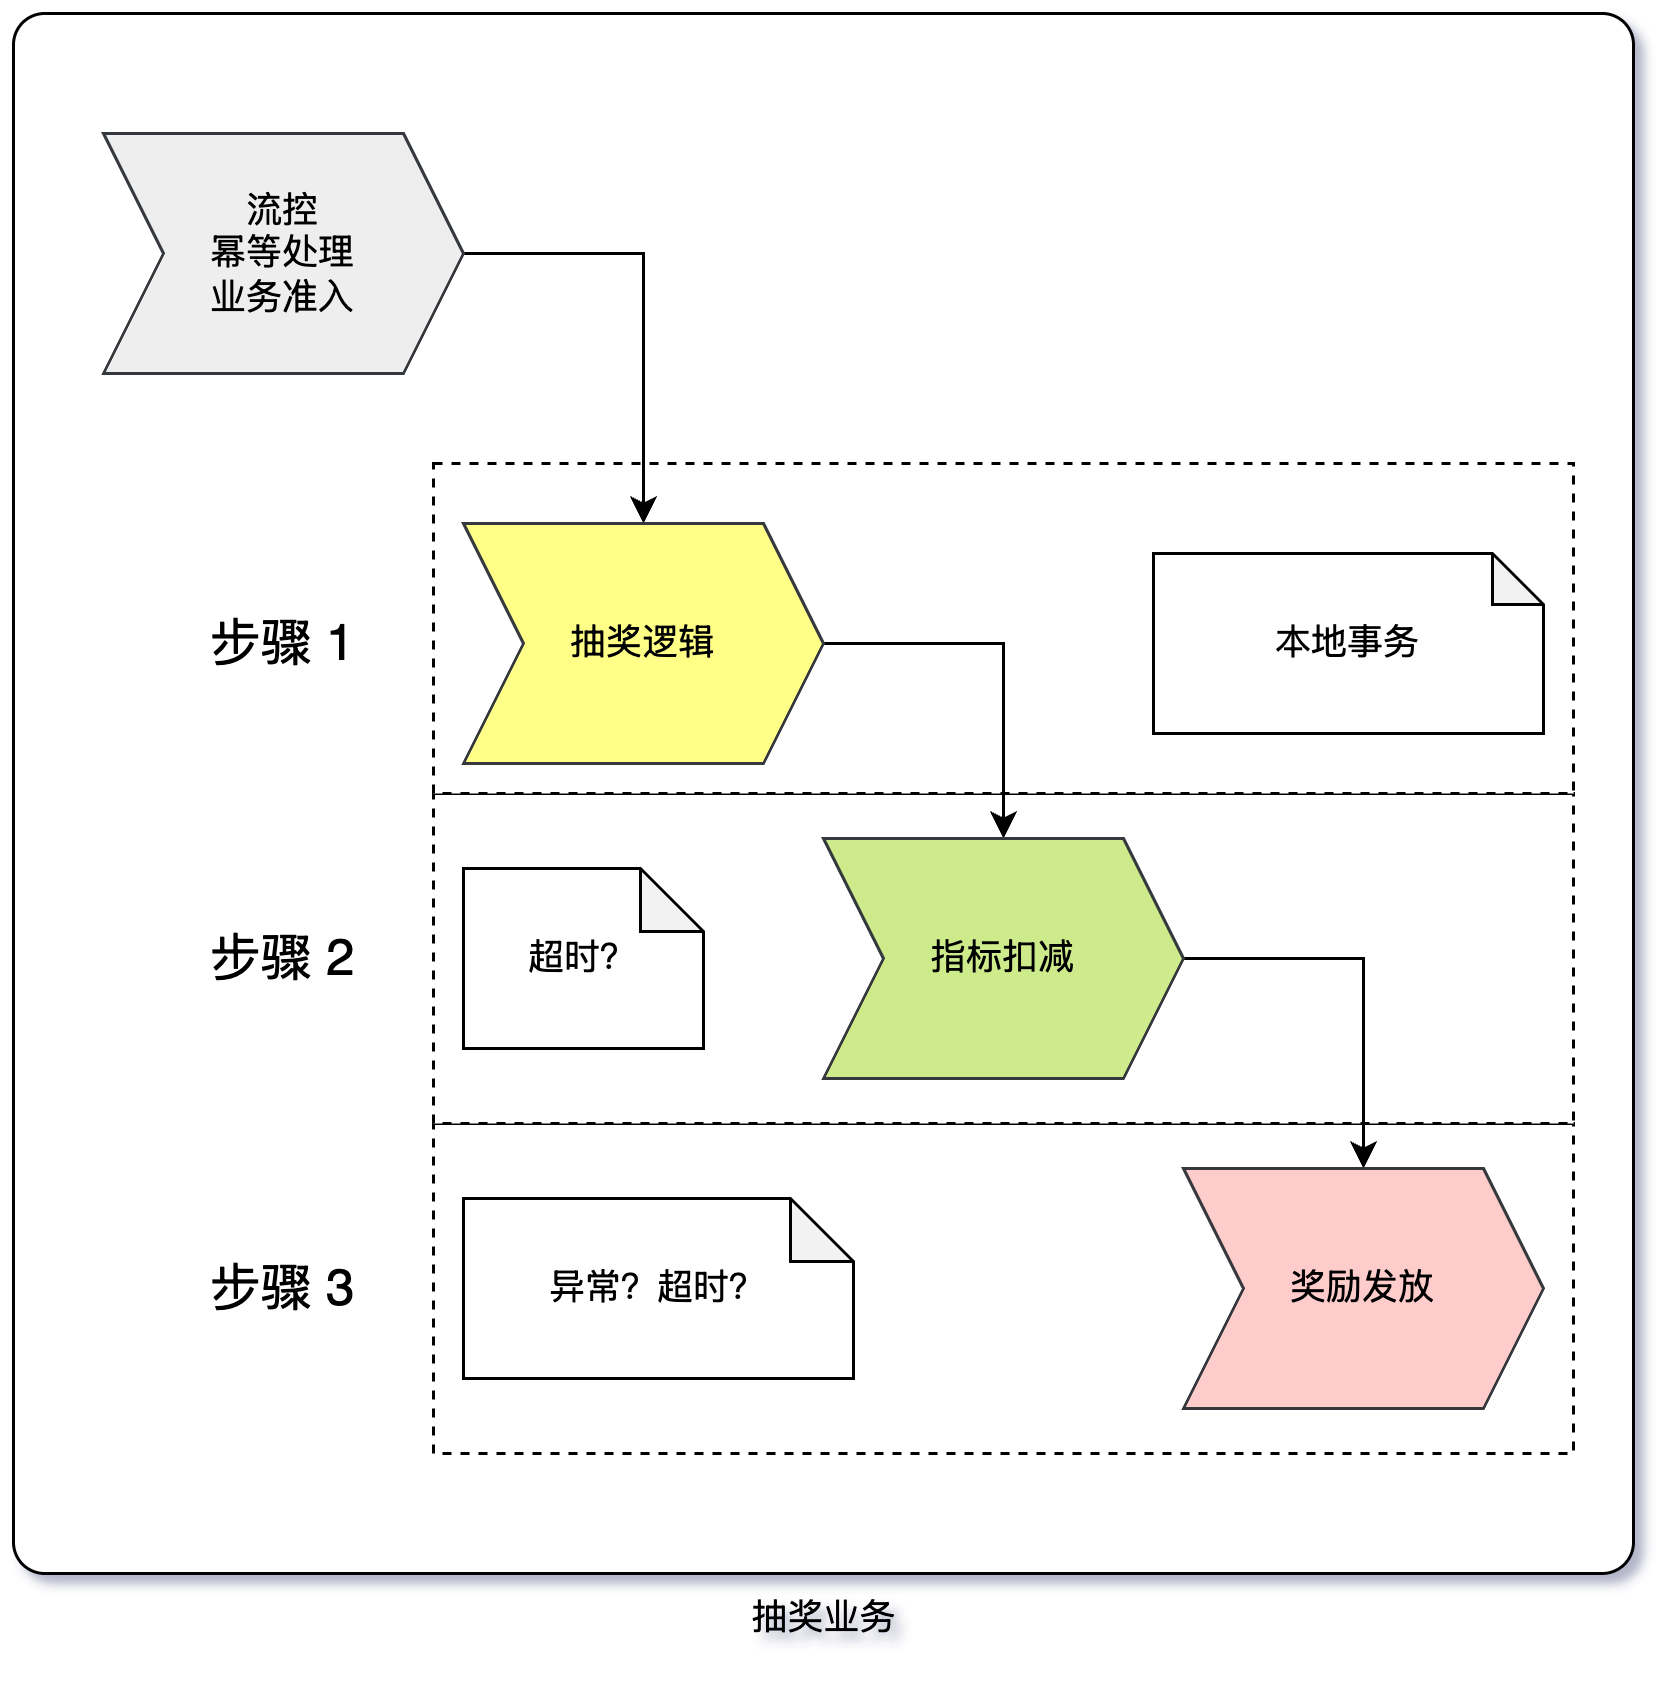 流控
幂等处理
业务准入
步骤 1
抽奖逻辑
本地事务
步骤 2
超时？
指标扣减
步骤 3
异常？超时？
奖励发放
抽奖业务